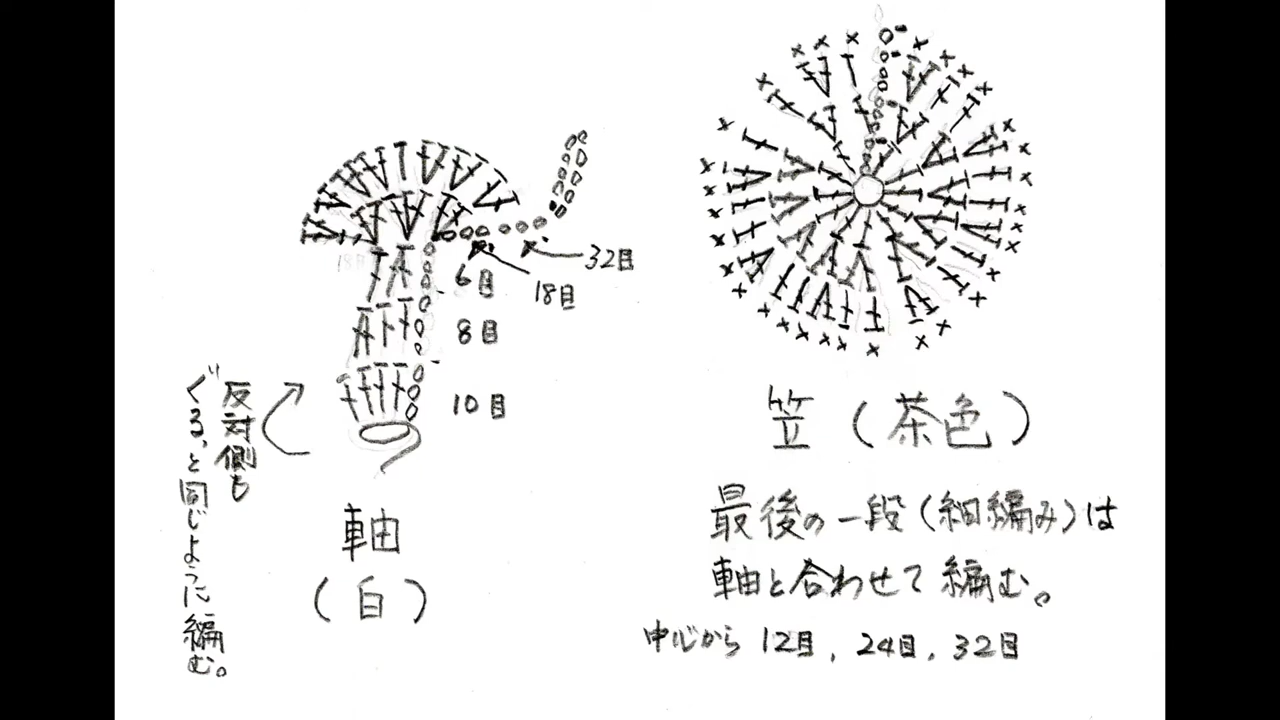 32目
18目
6目
8目
10目
反対側も
ぐるっと同じように編む。
軸
(白)
笠(茶色)
最後の一段(細編み)は
軸と合わせて編む。
中心から 12目, 24目, 32目